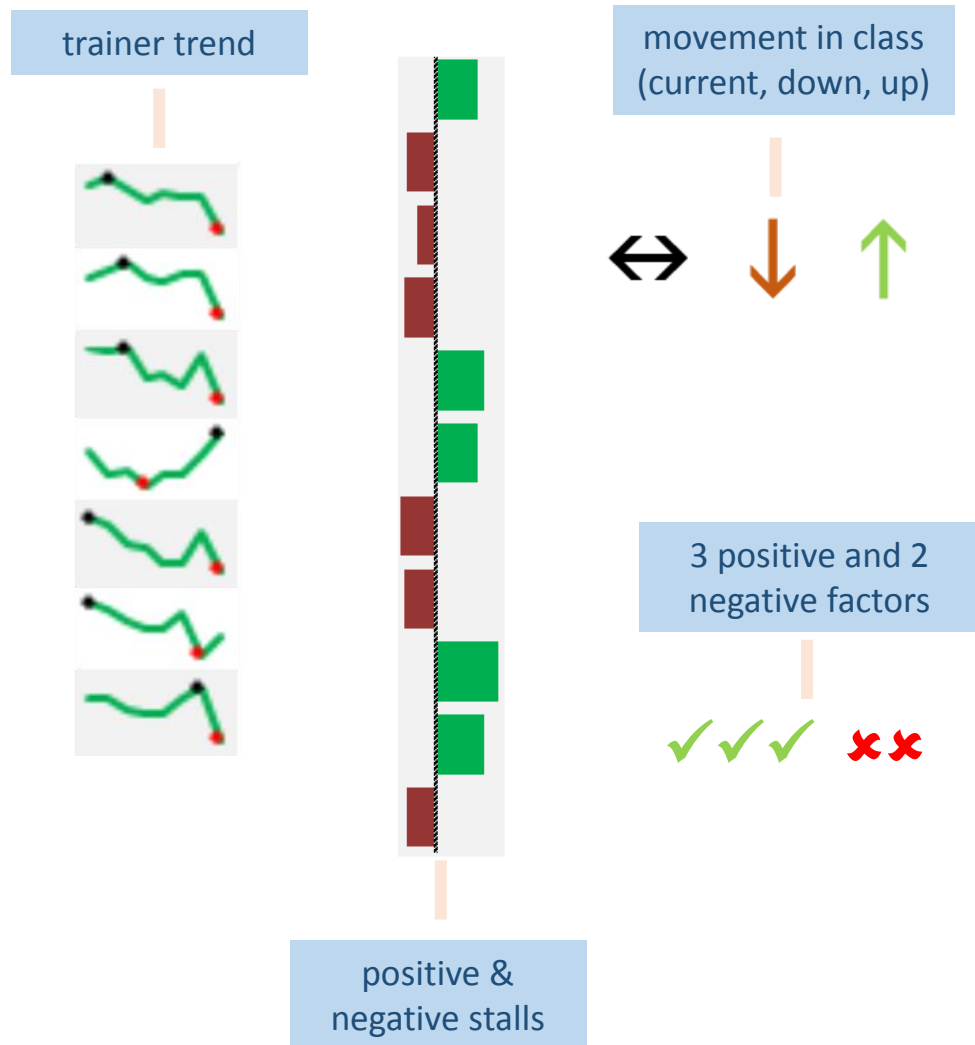 trainer trend
movement in class
(current, down, up)
3 positive and 2
negative factors
positive &
negative stalls